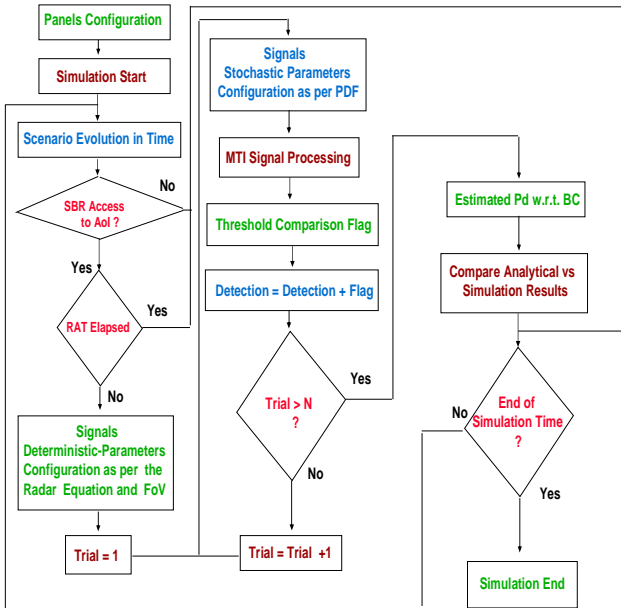 Panels Configuration
Simulation Start
Scenario Evolution in Time
No
SBR Access
to AoI ?
Yes
RAT Elapsed
Yes
No
Signals
Deterministic-Parameters
Configuration as per the
Radar Equation and FoV
Trial = 1
Signals
Stochastic Parameters
Configuration as per PDF
MTI Signal Processing
Threshold Comparison Flag
Detection = Detection + Flag
Yes
Trial > N
?
No
Trial = Trial +1
Estimated Pd w.r.t. BC
Compare Analytical vs
Simulation Results
No
End of
Simulation Time
?
Yes
Simulation End